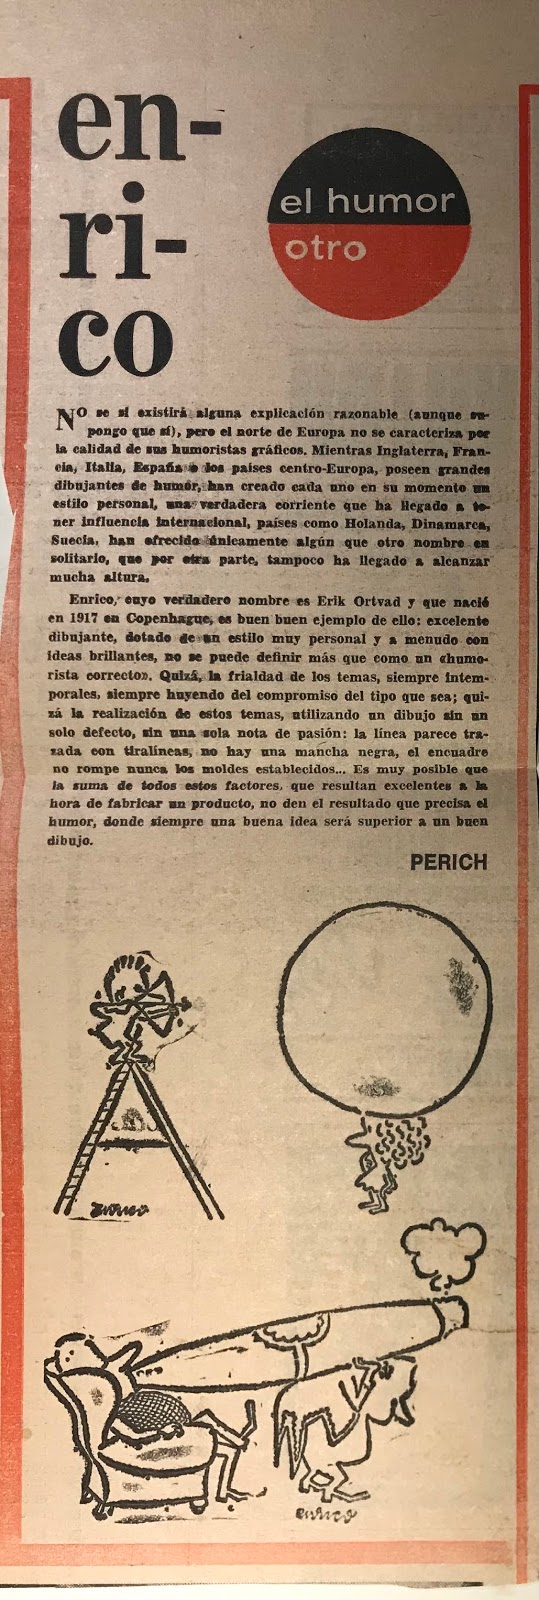 en-
ri-
co
el humor
otro
NO se si existirá alguna explicación razonable (aunque su-
pongo que sí), pero el norte de Europa no se caracteriza por
la calidad de sus humoristas gráficos. Mientras Inglaterra, Fran-
cia, Italia, España o los países centro-Europa, poseen grandes
dibujantes de humor, han creado cada uno en su momento un
estilo personal, una verdadera corriente que ha llegado a te-
ner influencia internacional, países como Holanda, Dinamarca,
Suecia, han ofrecido únicamente algún que otro nombre en
solitario, que por otra parte, tampoco ha llegado a alcanzar
mucha altura.
Enrico, cuyo verdadero nombre es Erik Ortvad y que nació
en 1917 en Copenhague, es buen buen ejemplo de ello: excelente
dibujante, dotado de un estilo muy personal y a menudo con
ideas brillantes, no se puede definir más que como un «humo-
rista correcto». Quizá, la frialdad de los temas, siempre intem-
porales, siempre huyendo del compromiso del tipo que sea; qui-
zá la realización de estos temas, utilizando un dibujo sin un
solo defecto, sin una sola nota de pasión: la línea parece tra-
zada con tiralíneas, no hay una mancha negra, el encuadre
no rompe nunca los moldes establecidos... Es muy posible que
la suma de todos estos factores, que resultan excelentes a la
hora de fabricar un producto, no den el resultado que precisa el
humor, donde siempre una buena idea será superior a un buen
dibujo.
PERICH
Enrico
enrico